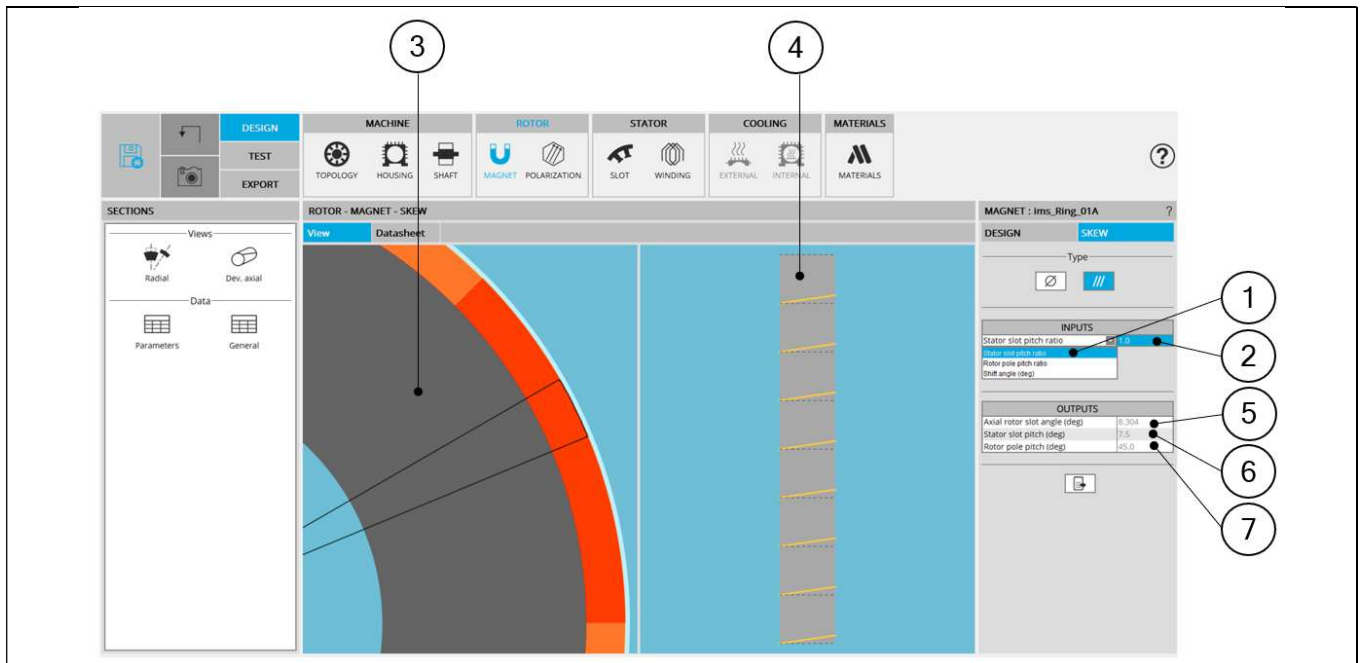 3
4
DESIGN
TEST
EXPORT
MACHINE
TOPOLOGY
HOUSING
SHAFT
ROTOR
MAGNET
POLARIZATION
STATOR
SLOT
WINDING
COOLING
EXTERNAL
INTERNAL
MATERIALS
MATERIALS
?
SECTIONS
Views
Radial
Dev. axial
Data
Parameters
General
ROTOR - MAGNET - SKEW
View
Datasheet
MAGNET : ims_Ring_01A ?
DESIGN
SKEW
Type
INPUTS
Stator slot pitch ratio 1.0
Stator slot pitch ratio
Rotor pole pitch ratio
Shift angle (deg)
OUTPUTS
Axial rotor slot angle (deg) 8.304
Stator slot pitch (deg) 7.5
Rotor pole pitch (deg) 45.0
1
2
5
6
7